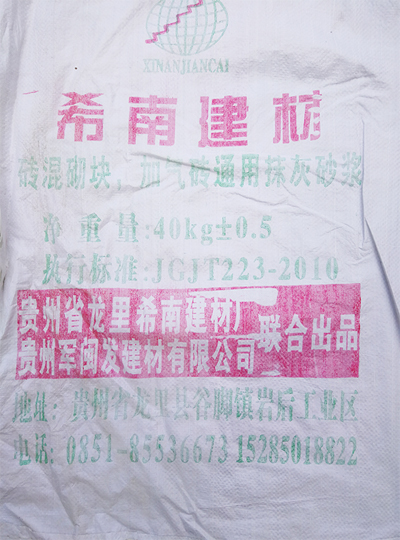 XINANJIANCAI
希南建材
砖混砌块，加气砖通用抹灰砂浆
净重量:40kg±0.5
执行标准:JGJT223-2010
贵州省龙里希南建材厂
贵州军闽发建材有限公司
联合出品
地址:贵州省龙里县谷脚镇岩后工业区
电话:0851-85536673 15285018822